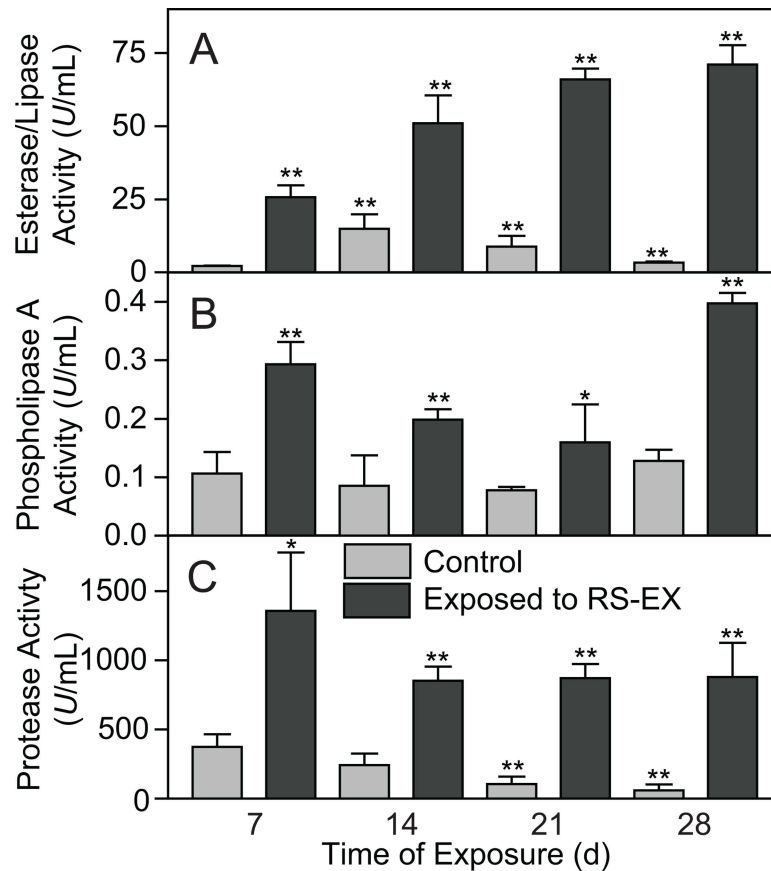 A
Esterase/Lipase
Activity (U/mL)
75
50
25
0
**
**
**
**
**
**
**
B
Phospholipase A
Activity (U/mL)
0.4
0.3
0.2
0.1
0.0
**
**
*
**
C
Protease Activty
(U/mL)
1500
1000
500
0
*
**
**
**
**
**
Control
Exposed to RS-EX
7 14 21 28
Time of Exposure (d)